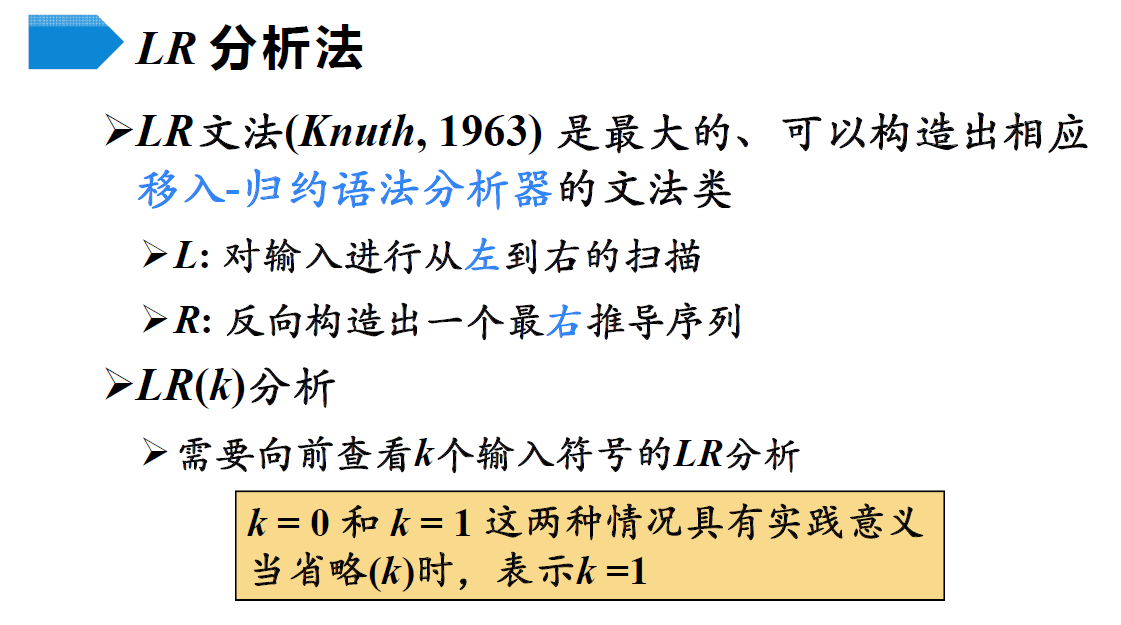 LR 分析法
➢LR文法(Knuth, 1963) 是最大的、可以构造出相应
移入-归约语法分析器的文法类
➢L: 对输入进行从左到右的扫描
➢R: 反向构造出一个最右推导序列
➢LR(k)分析
➢需要向前查看k个输入符号的LR分析
k = 0 和 k = 1 这两种情况具有实践意义
当省略(k)时，表示k =1